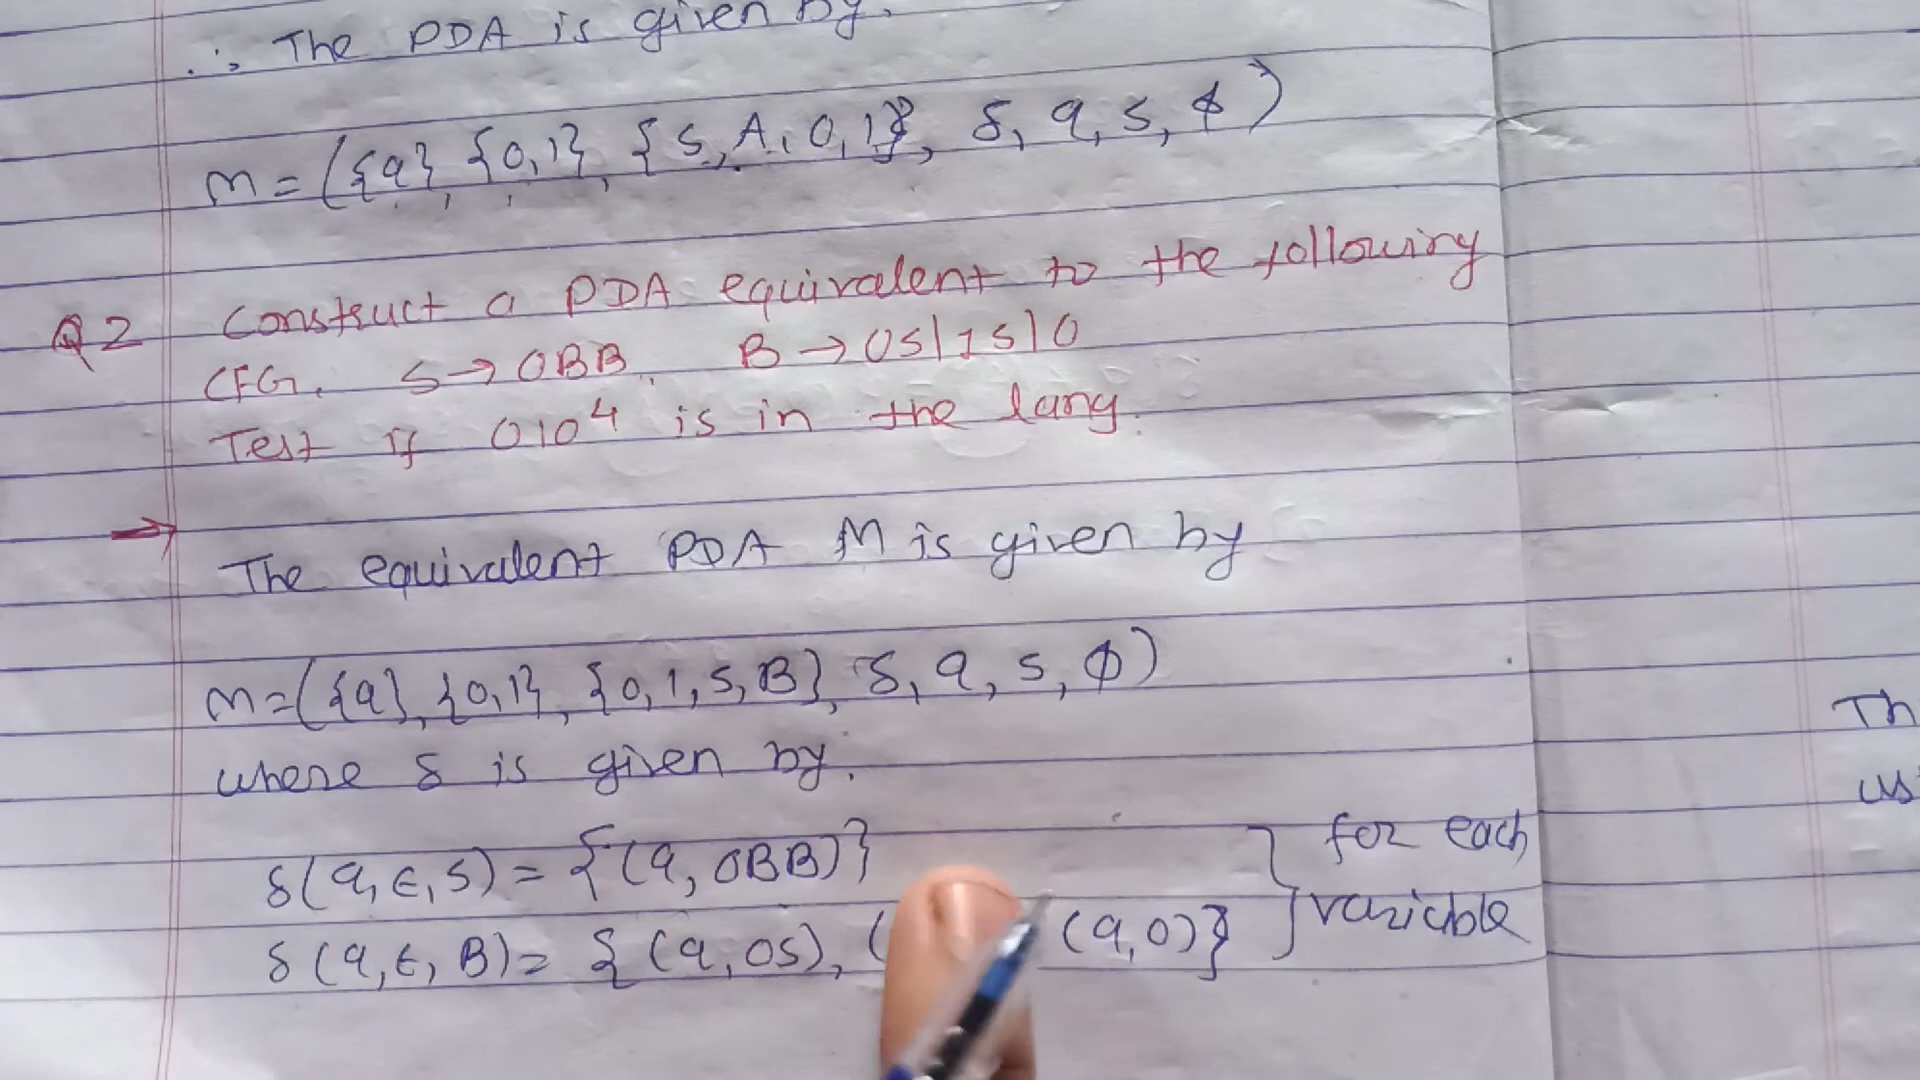 ∴ The PDA is given by.
M = ({q}, {0,1}, {S, A, 0, 1}, δ, q, S, ϕ)
Q2 Construct a PDA equivalent to the following
CFG. S → 0BB. B → 0S|1S|0
Test if 010⁴ is in the lang.
→
The equivalent PDA M is given by
M = ({q}, {0,1}, {0,1,S,B}, δ, q, S, ϕ)
where δ is given by.
δ(q, ε, S) = {(q, 0BB)} } for each
δ(q, ε, B) = {(q, 0S), ( (q, 0)} variable
Th
us